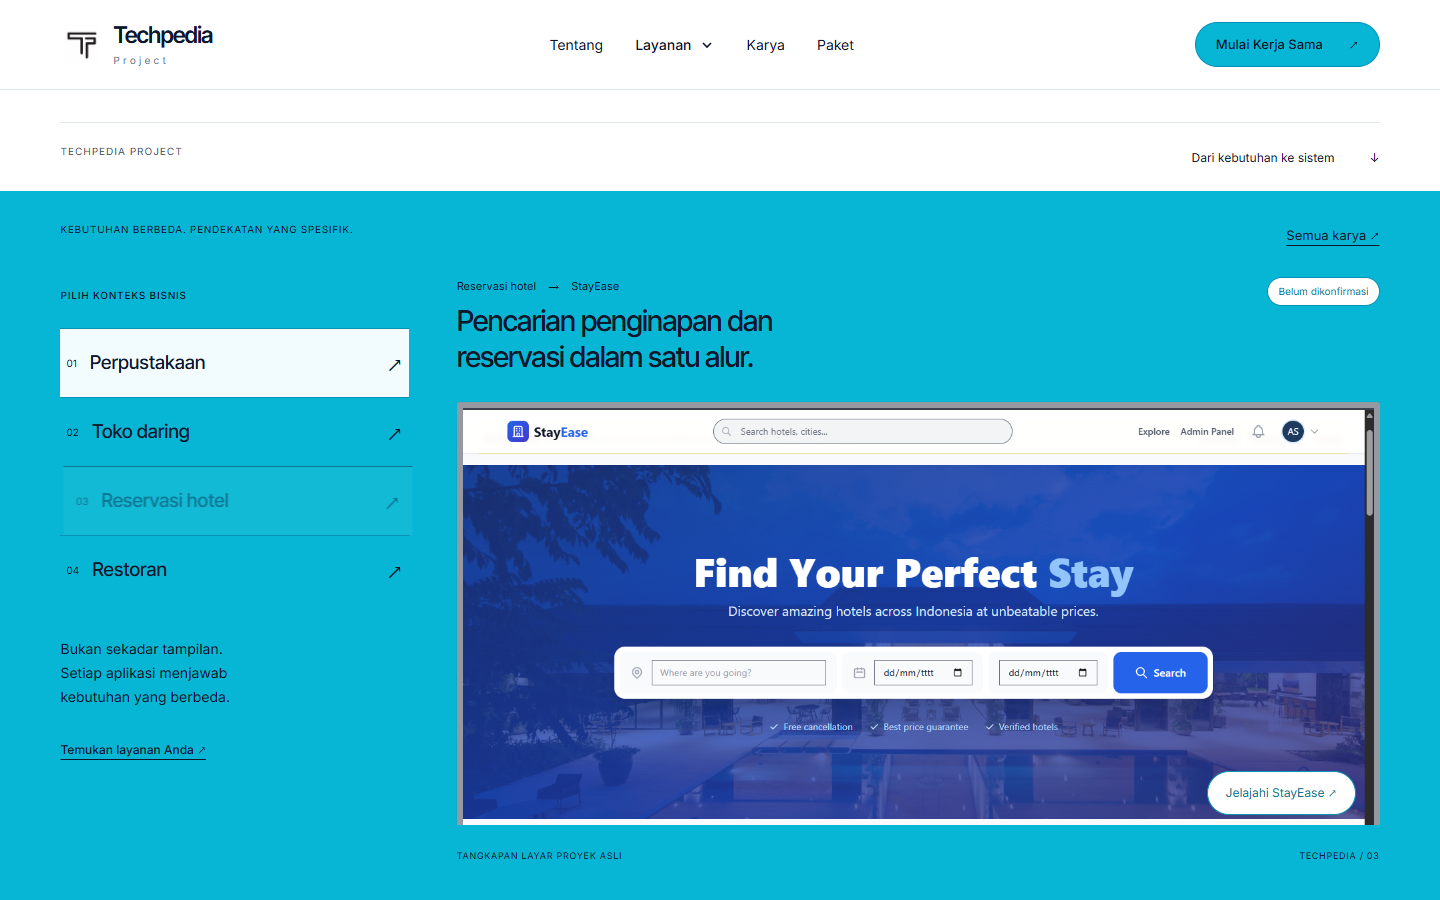 Techpedia
Project
Tentang
Layanan
Karya
Paket
Mulai Kerja Sama ↗
TECHPEDIA PROJECT
Dari kebutuhan ke sistem ↓
KEBUTUHAN BERBEDA. PENDEKATAN YANG SPESIFIK.
Semua karya ↗
PILIH KONTEKS BISNIS
01 Perpustakaan ↗
02 Toko daring ↗
03 Reservasi hotel ↗
04 Restoran ↗
Bukan sekadar tampilan.
Setiap aplikasi menjawab
kebutuhan yang berbeda.
Temukan layanan Anda ↗
Reservasi hotel → StayEase
Belum dikonfirmasi
Pencarian penginapan dan
reservasi dalam satu alur.
StayEase
Search hotels, cities...
Explore
Admin Panel
AS
Find Your Perfect Stay
Discover amazing hotels across Indonesia at unbeatable prices.
Where are you going?
dd/mm/tttt
dd/mm/tttt
Search
✓ Free cancellation
✓ Best price guarantee
✓ Verified hotels
Jelajahi StayEase ↗
TANGKAPAN LAYAR PROYEK ASLI
TECHPEDIA / 03